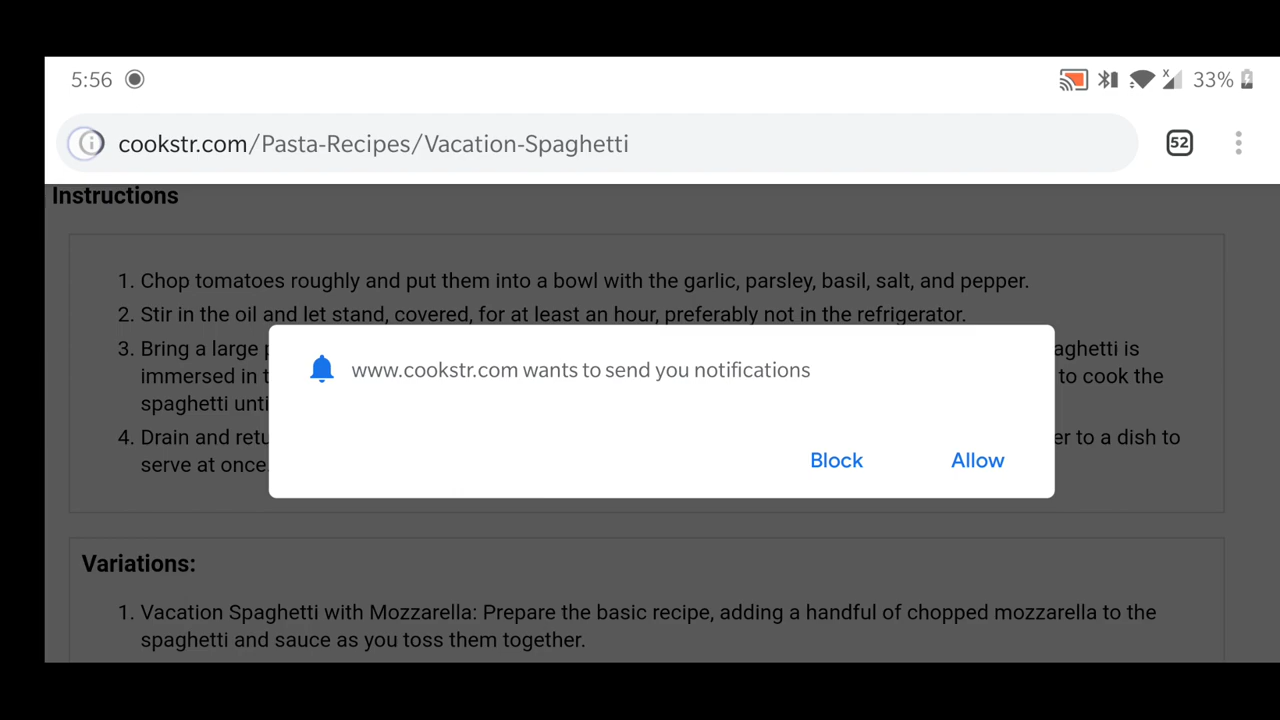 5:56
33%
cookstr.com/Pasta-Recipes/Vacation-Spaghetti
52
Instructions
1. Chop tomatoes roughly and put them into a bowl with the garlic, parsley, basil, salt, and pepper.
2. Stir in the oil and let stand, covered, for at least an hour, preferably not in the refrigerator.
3. Bring a large
aghetti is
immersed in
to cook the
spaghetti unti
4. Drain and retu
er to a dish to
serve at once.
www.cookstr.com wants to send you notifications
Block
Allow
Variations:
1. Vacation Spaghetti with Mozzarella: Prepare the basic recipe, adding a handful of chopped mozzarella to the
spaghetti and sauce as you toss them together.